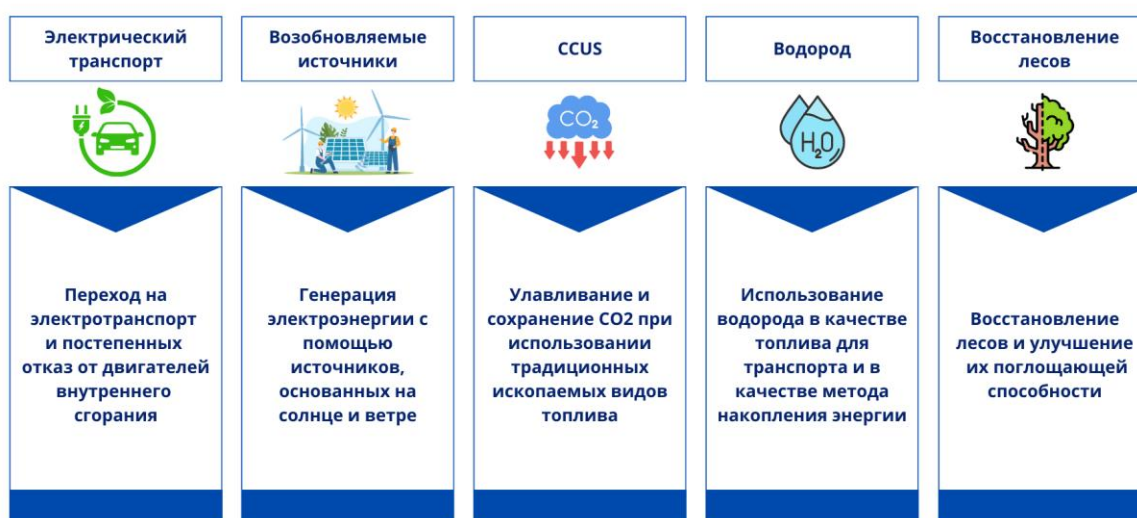 Электрический
транспорт
Возобновляемые
источники
CCUS
Водород
Восстановление
лесов
CO2
H2O
Переход на
электротранспорт
и постепенных
отказ от двигателей
внутреннего
сгорания
Генерация
электроэнергии с
помощью
источников,
основанных на
солнце и ветре
Улавливание и
сохранение СО2 при
использовании
традиционных
ископаемых видов
топлива
Использование
водорода в качестве
топлива для
транспорта и в
качестве метода
накопления энергии
Восстановление
лесов и улучшение
их поглощающей
способности